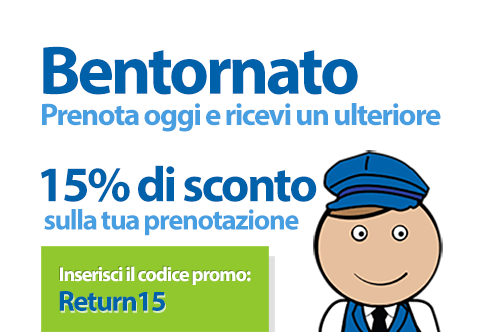 Bentornato
Prenota oggi e ricevi un ulteriore
15% di sconto
sulla tua prenotazione
Inserisci il codice promo:
Return15